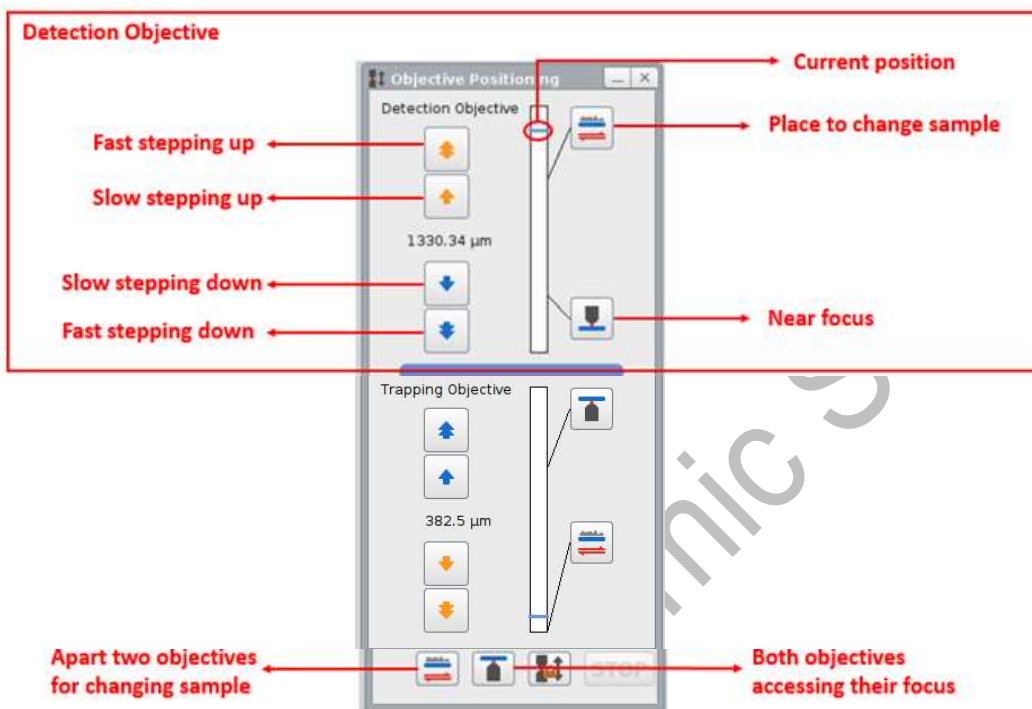 Detection Objective
Objective Positioning
Current position
Detection Objective
Place to change sample
Fast stepping up
Slow stepping up
1330.34 µm
Slow stepping down
Fast stepping down
Near focus
Trapping Objective
382.5 µm
Apart two objectives
for changing sample
STOP
Both objectives
accessing their focus